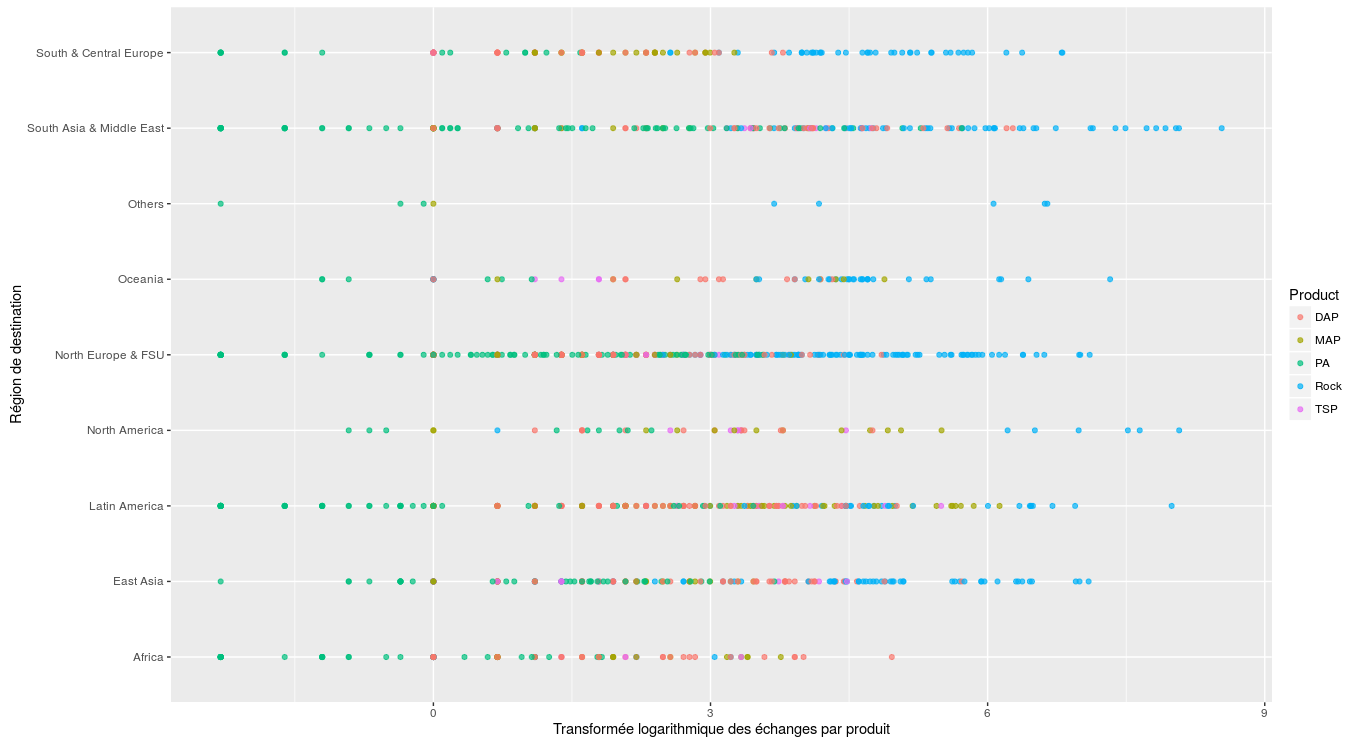 South & Central Europe
South Asia & Middle East
Others
Oceania
North Europe & FSU
North America
Latin America
East Asia
Africa
Région de destination
0
3
6
9
Transformée logarithmique des échanges par produit
Product
DAP
MAP
PA
Rock
TSP